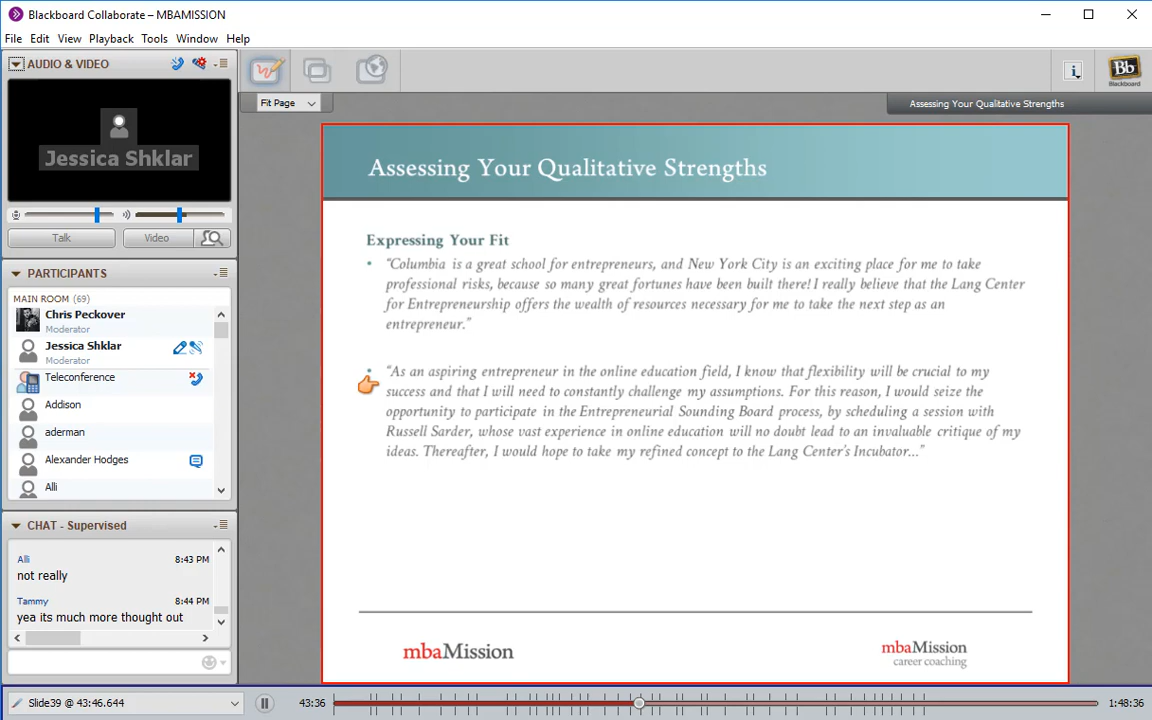 Blackboard Collaborate – MBAMISSION
File Edit View Playback Tools Window Help
AUDIO & VIDEO
Jessica Shklar
Talk
Video
PARTICIPANTS
MAIN ROOM (69)
Chris Peckover
Moderator
Jessica Shklar
Moderator
Teleconference
Addison
aderman
Alexander Hodges
Alli
CHAT - Supervised
Alli 8:43 PM
not really
Tammy 8:44 PM
yea its much more thought out
Fit Page
i
Bb
Blackboard
Assessing Your Qualitative Strengths
Assessing Your Qualitative Strengths
Expressing Your Fit
• “Columbia is a great school for entrepreneurs, and New York City is an exciting place for me to take
professional risks, because so many great fortunes have been built there! I really believe that the Lang Center
for Entrepreneurship offers the wealth of resources necessary for me to take the next step as an
entrepreneur.”
• “As an aspiring entrepreneur in the online education field, I know that flexibility will be crucial to my
success and that I will need to constantly challenge my assumptions. For this reason, I would seize the
opportunity to participate in the Entrepreneurial Sounding Board process, by scheduling a session with
Russell Sarder, whose vast experience in online education will no doubt lead to an invaluable critique of my
ideas. Thereafter, I would hope to take my refined concept to the Lang Center’s Incubator...”
mbaMission
mbaMission
career coaching
Slide39 @ 43:46.644
43:36
1:48:36